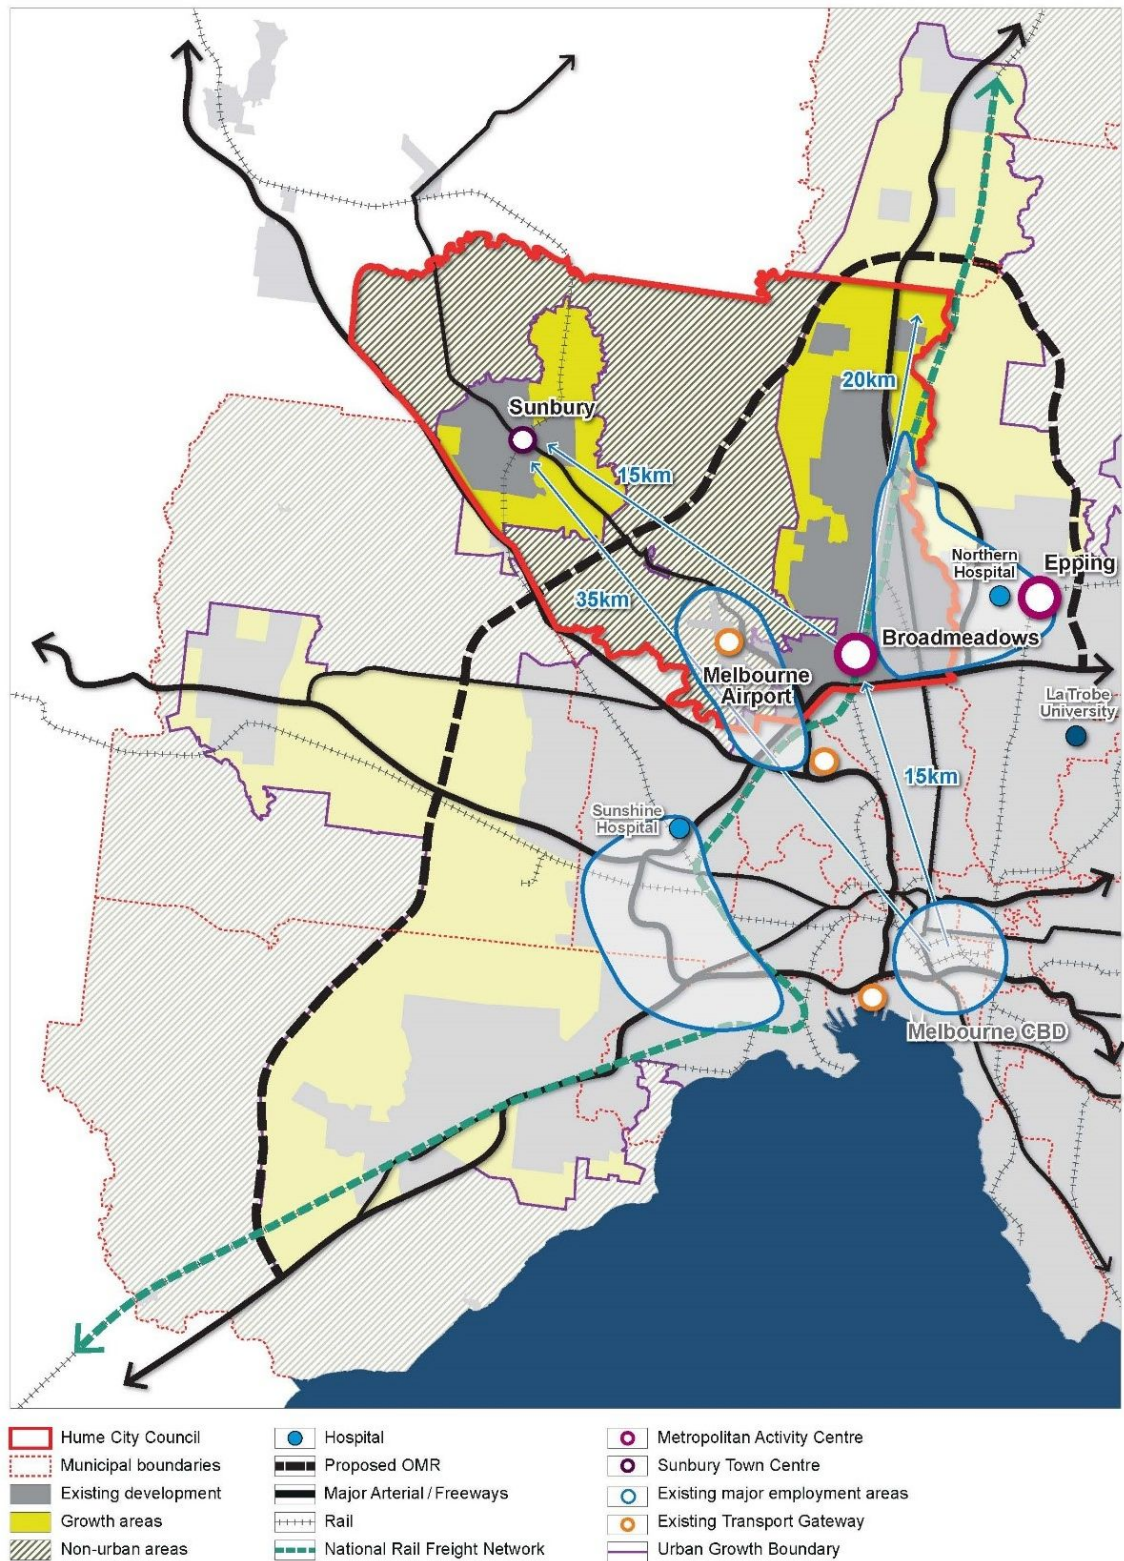 Sunbury
20km
15km
Northern
Hospital
Epping
35km
Broadmeadows
Melbourne
Airport
La Trobe
University
15km
Sunshine
Hospital
Melbourne CBD
Hume City Council
Municipal boundaries
Existing development
Growth areas
Non-urban areas
Hospital
Proposed OMR
Major Arterial / Freeways
Rail
National Rail Freight Network
Metropolitan Activity Centre
Sunbury Town Centre
Existing major employment areas
Existing Transport Gateway
Urban Growth Boundary